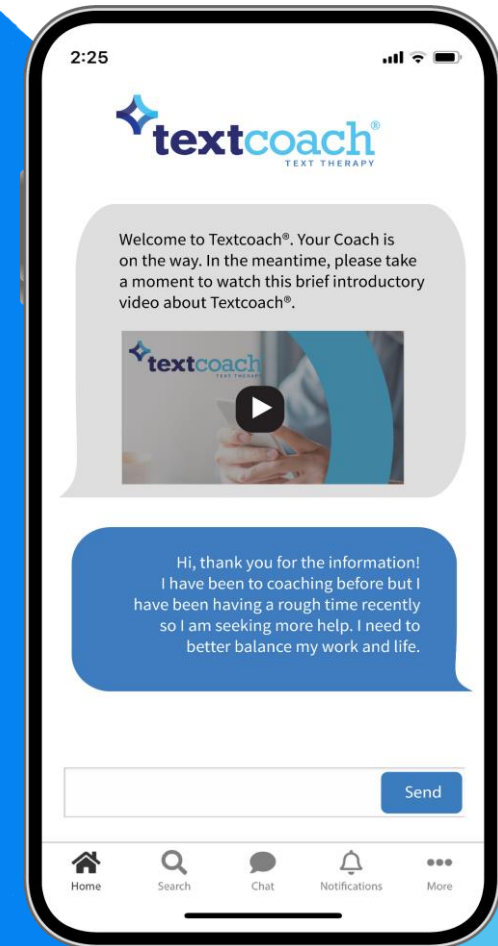 2:25
textcoach®
TEXT THERAPY
Welcome to Textcoach®. Your Coach is
on the way. In the meantime, please take
a moment to watch this brief introductory
video about Textcoach®.
textcoach
TEXT THERAPY
Hi, thank you for the information!
I have been to coaching before but I
have been having a rough time recently
so I am seeking more help. I need to
better balance my work and life.
Send
Home Search Chat Notifications More